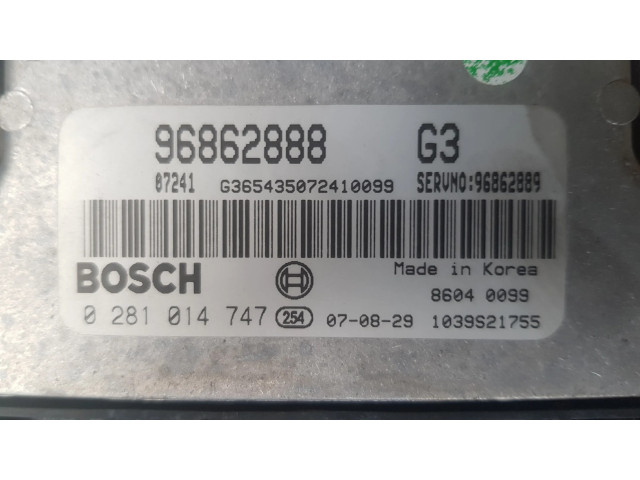 96862888 G3
07241 G365435072410099 SERVNO:96862889
BOSCH Made in Korea
8604 0099
0 281 014 747 254 07-08-29 1039S21755